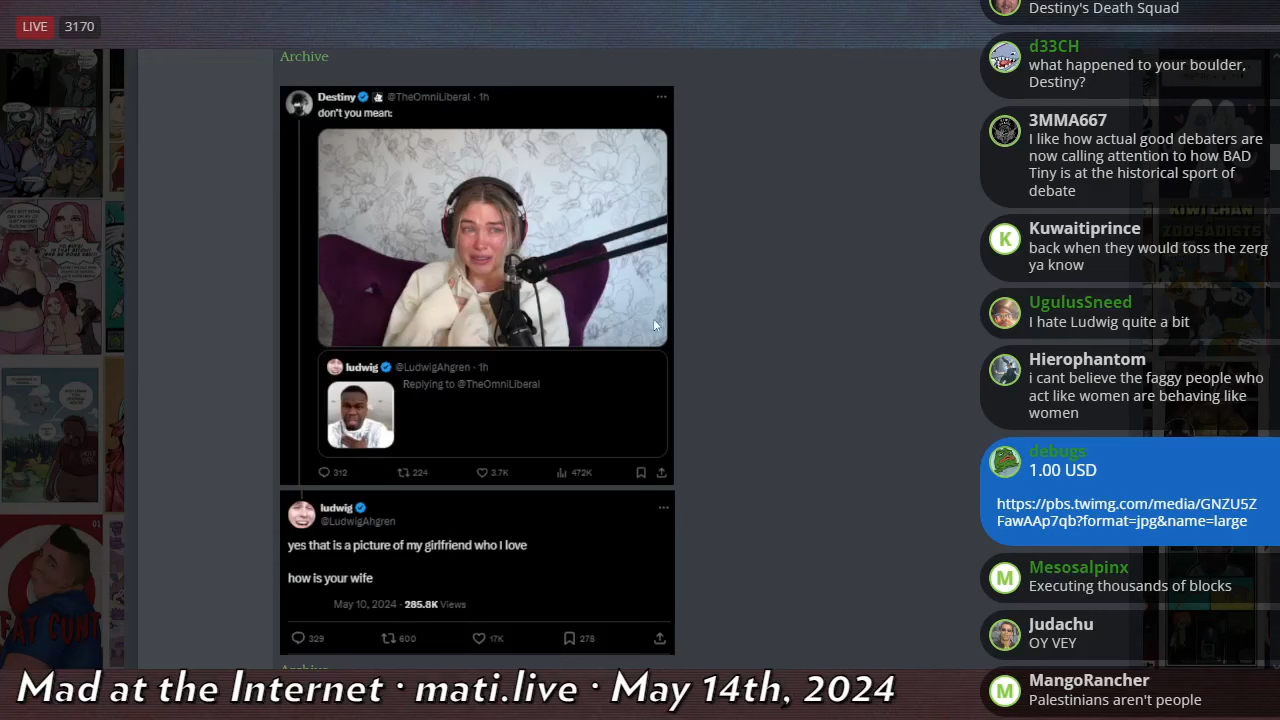 LIVE 3170
Archive
Destiny @TheOmniLiberal · 1h
don't you mean:
ludwig @LudwigAhgren · 1h
Replying to @TheOmniLiberal
312 224 3.7K 472K
ludwig
@LudwigAhgren
yes that is a picture of my girlfriend who I love
how is your wife
May 10, 2024 · 285.8K Views
329 600 17K 278
Archive
Destiny's Death Squad
d33CH
what happened to your boulder,
Destiny?
3MMA667
I like how actual good debaters are
now calling attention to how BAD
Tiny is at the historical sport of
debate
Kuwaitiprince
back when they would toss the zerg
ya know
UgulusSneed
I hate Ludwig quite a bit
Hierophantom
i cant believe the faggy people who
act like women are behaving like
women
debugs
1.00 USD
https://pbs.twimg.com/media/GNZU5Z
FawAAp7qb?format=jpg&name=large
Mesosalpinx
Executing thousands of blocks
Judachu
OY VEY
MangoRancher
Palestinians aren't people
K
M
M
KIWI CHAN
ZOOSADISTS
01
FAT CUNT
Mad at the Internet · mati.live · May 14th, 2024